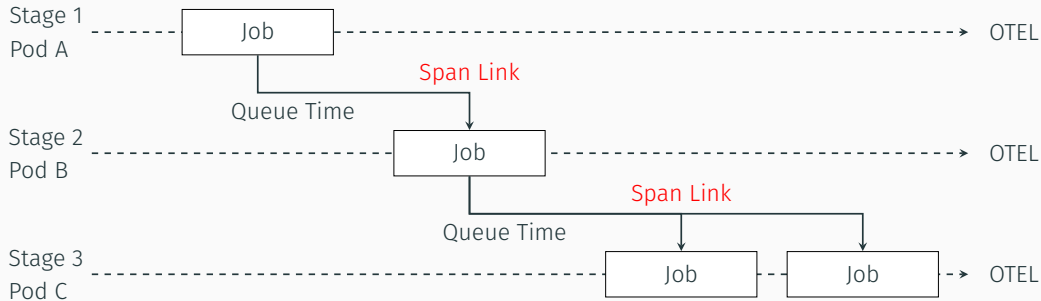 Stage 1
Pod A
Job
OTEL
Span Link
Queue Time
Stage 2
Pod B
Job
OTEL
Span Link
Queue Time
Stage 3
Pod C
Job
Job
OTEL